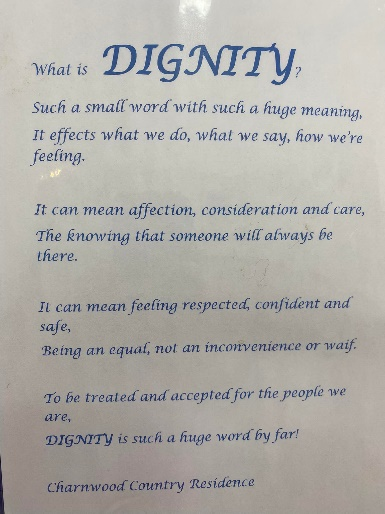 What is DIGNITY?
Such a small word with such a huge meaning,
It effects what we do, what we say, how we're
feeling.
It can mean affection, consideration and care,
The knowing that someone will always be
there.
It can mean feeling respected, confident and
safe,
Being an equal, not an inconvenience or waif.
To be treated and accepted for the people we
are,
DIGNITY is such a huge word by far!
Charnwood Country Residence